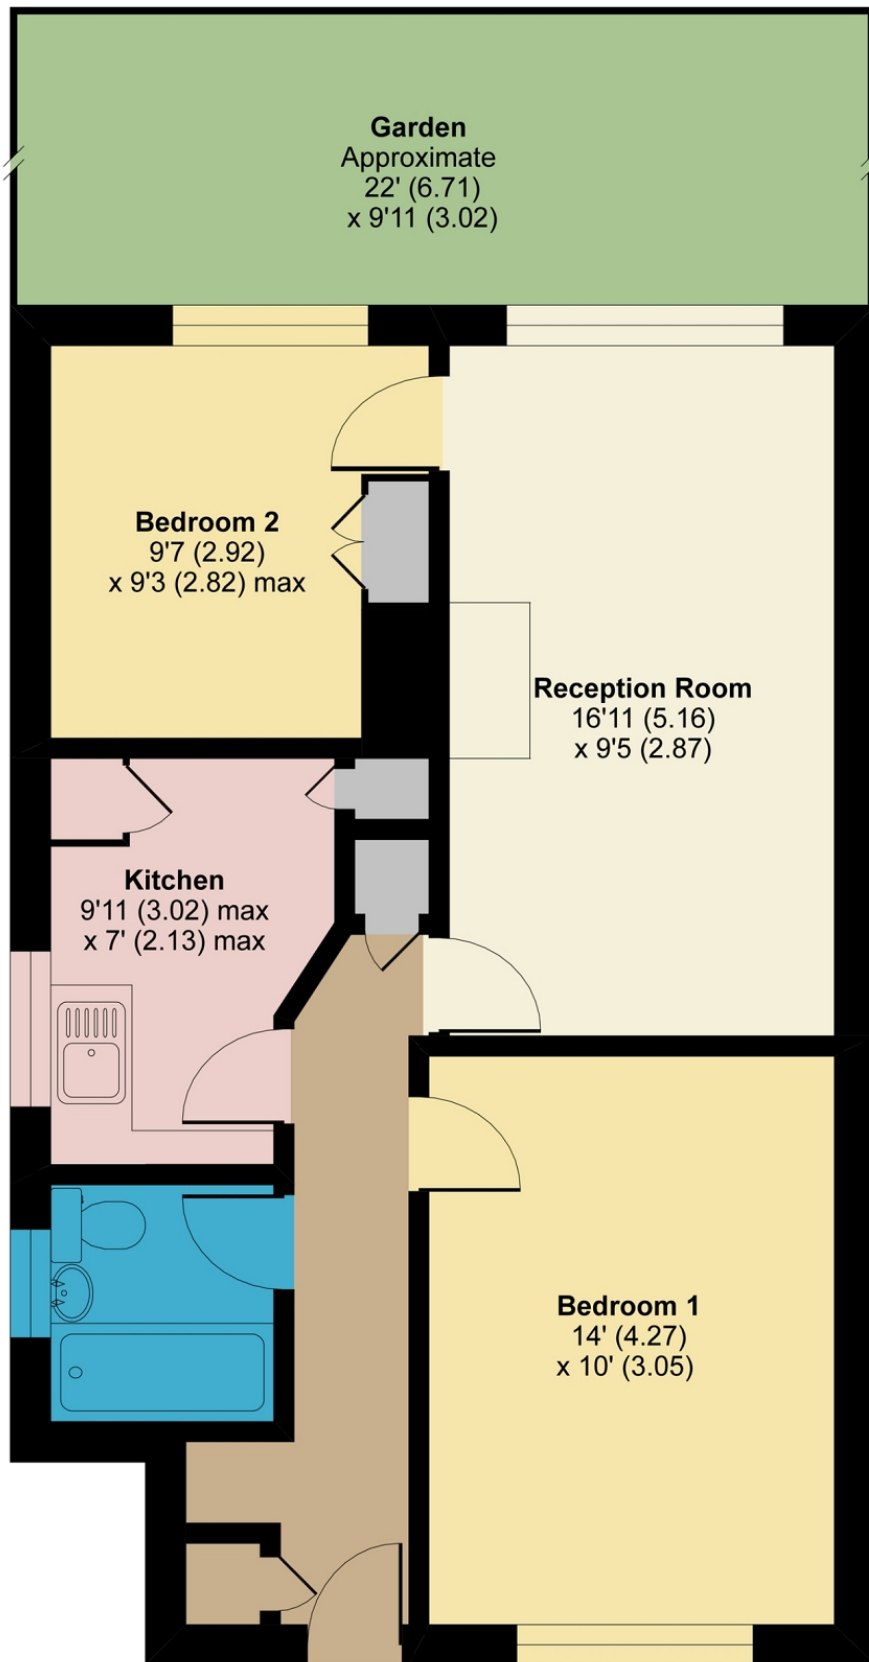 Garden
Approximate
22' (6.71)
x 9'11 (3.02)
Bedroom 2
9'7 (2.92)
x 9'3 (2.82) max
Reception Room
16'11 (5.16)
x 9'5 (2.87)
Kitchen
9'11 (3.02) max
x 7' (2.13) max
Bedroom 1
14' (4.27)
x 10' (3.05)